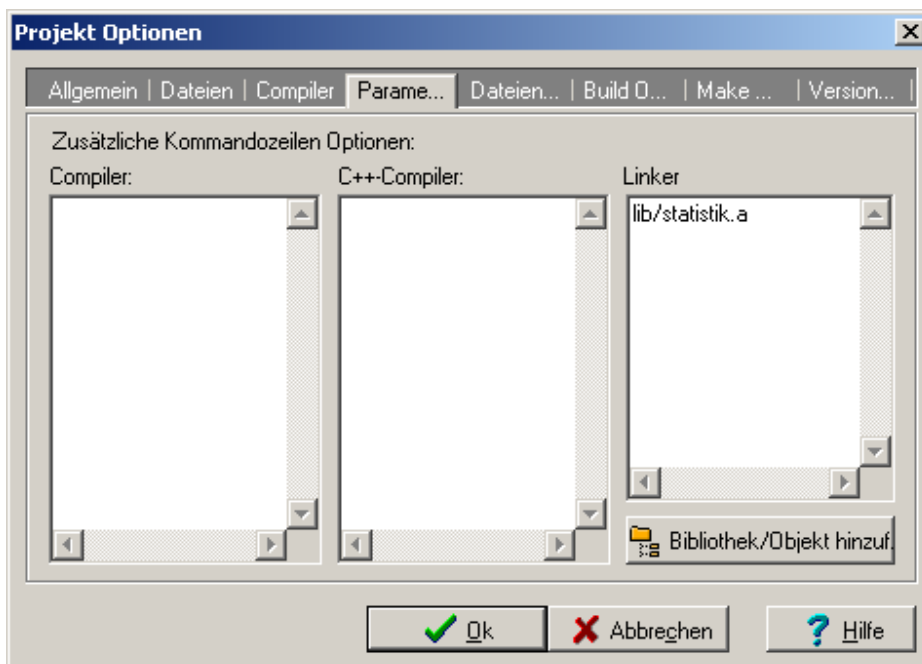 Projekt Optionen
Allgemein | Dateien | Compiler | Parame... | Dateien... | Build O... | Make ... | Version... |
Zusätzliche Kommandozeilen Optionen:
Compiler: C++-Compiler: Linker
lib/statistik.a
Bibliothek/Objekt hinzuf.
Ok Abbrechen Hilfe